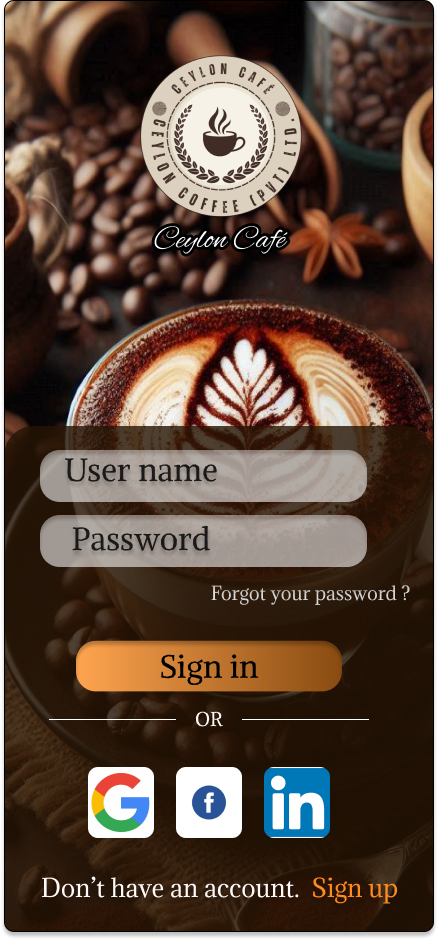 CEYLON CAFÉ
CEYLON COFFEE (PVT) LTD
Ceylon Café
User name
Password
Forgot your password ?
Sign in
OR
G
f
in
Don’t have an account. Sign up